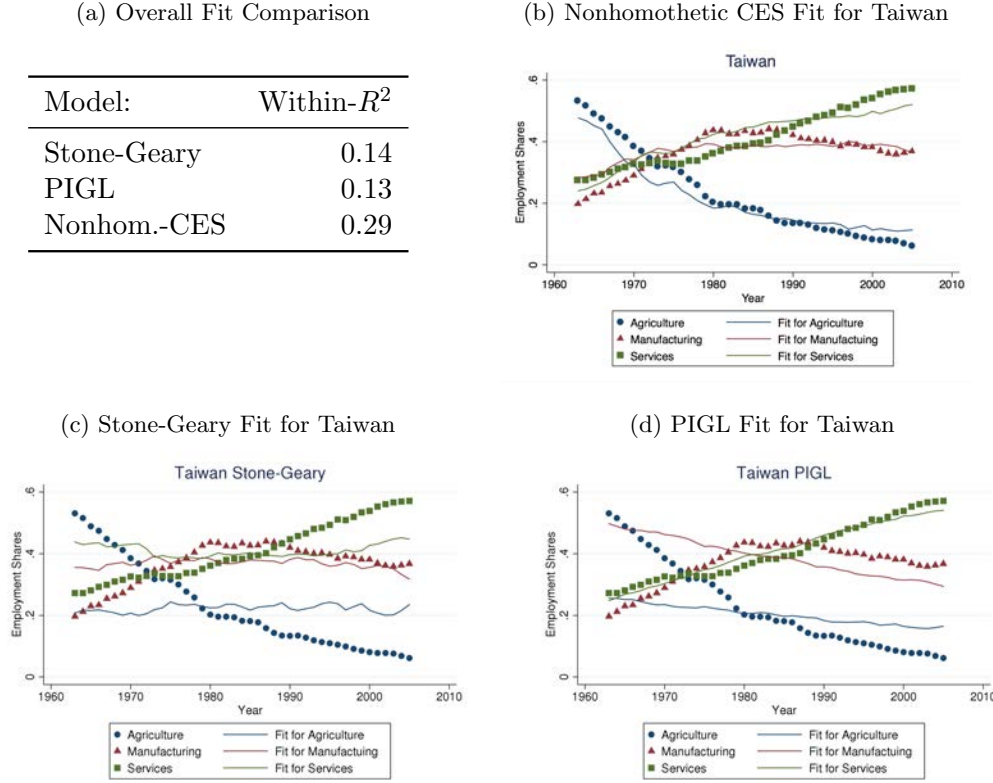 (a) Overall Fit Comparison
Model: Within-R²
Stone-Geary 0.14
PIGL 0.13
Nonhom.-CES 0.29
(b) Nonhomothetic CES Fit for Taiwan
Taiwan
Employment Shares
.6
.4
.2
0
1960 1970 1980 1990 2000 2010
Year
Agriculture Fit for Agriculture
Manufacturing Fit for Manufactuing
Services Fit for Services
(c) Stone-Geary Fit for Taiwan
Taiwan Stone-Geary
Employment Shares
.6
.4
.2
0
1960 1970 1980 1990 2000 2010
Year
Agriculture Fit for Agriculture
Manufacturing Fit for Manufactuing
Services Fit for Services
(d) PIGL Fit for Taiwan
Taiwan PIGL
Employment Shares
.6
.4
.2
0
1960 1970 1980 1990 2000 2010
Year
Agriculture Fit for Agriculture
Manufacturing Fit for Manufactuing
Services Fit for Services